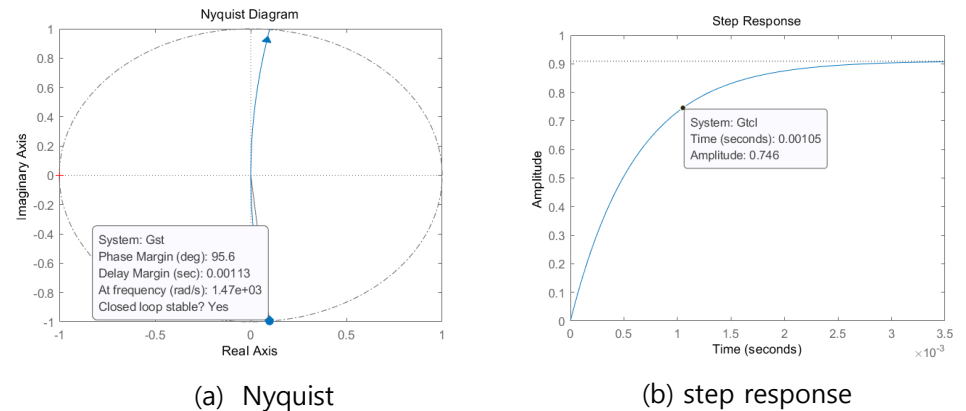 Nyquist Diagram
1
0.8
0.6
0.4
0.2
0
-0.2
-0.4
-0.6
-0.8
-1
Imaginary Axis
System: Gst
Phase Margin (deg): 95.6
Delay Margin (sec): 0.00113
At frequency (rad/s): 1.47e+03
Closed loop stable? Yes
-1 -0.5 0 0.5 1
Real Axis
(a) Nyquist
Step Response
1
0.9
0.8
0.7
0.6
0.5
0.4
0.3
0.2
0.1
0
Amplitude
System: Gtcl
Time (seconds): 0.00105
Amplitude: 0.746
0 0.5 1 1.5 2 2.5 3 3.5
Time (seconds)
×10⁻³
(b) step response